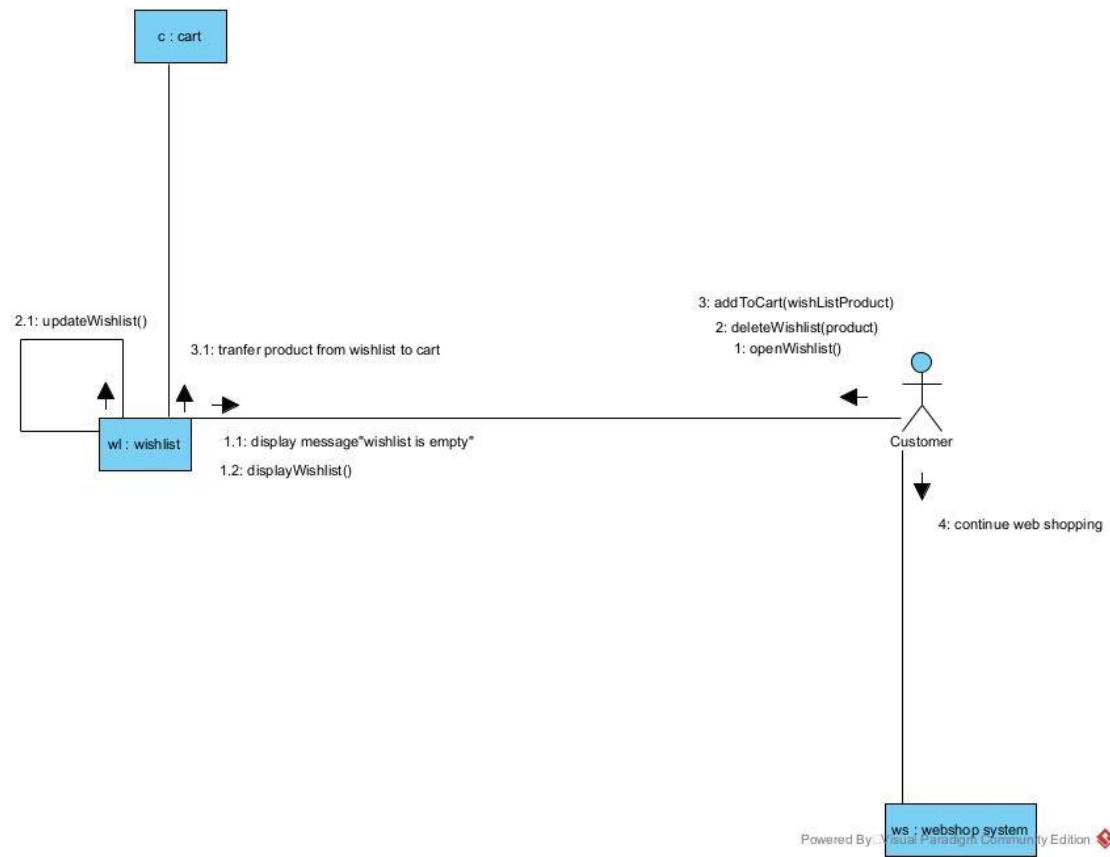 c : cart
3: addToCart(wishListProduct)
2.1: updateWishlist()
2: deleteWishlist(product)
3.1: tranfer product from wishlist to cart
1: openWishlist()
wl : wishlist
1.1: display message"wishlist is empty"
Customer
1.2: displayWishlist()
4: continue web shopping
ws : webshop system
Powered By Visual Paradigm Community Edition